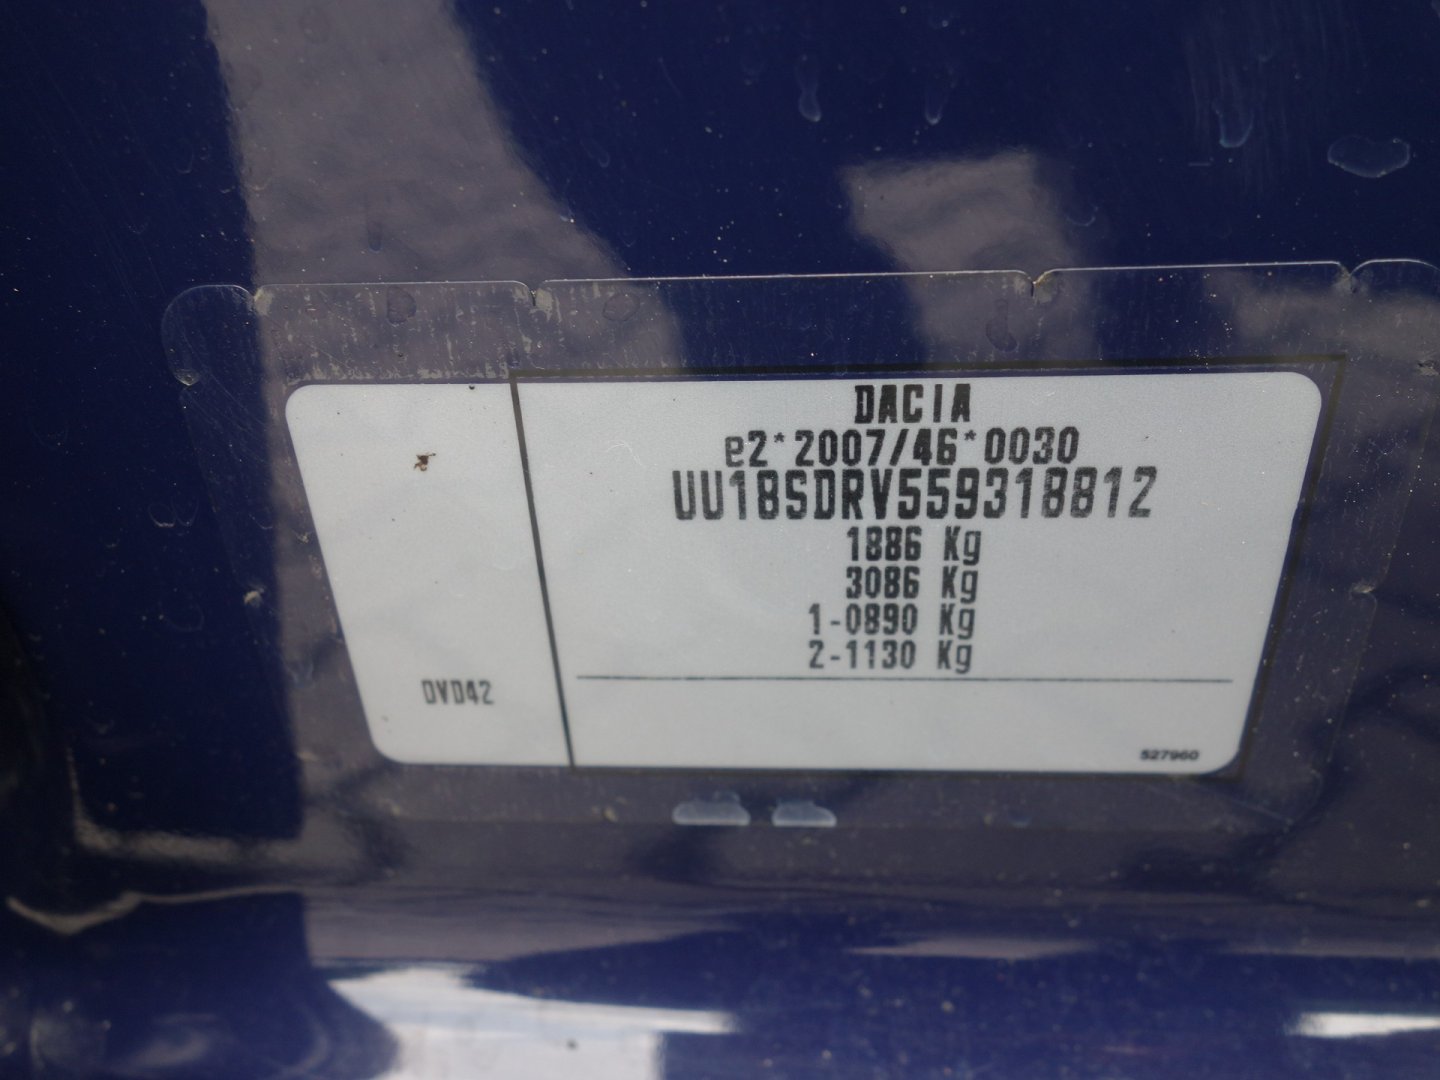 DACIA
e2*2007/46*0030
UU18SDRV559318812
1886 Kg
3086 Kg
1-0890 Kg
2-1130 Kg
DVD42
527960